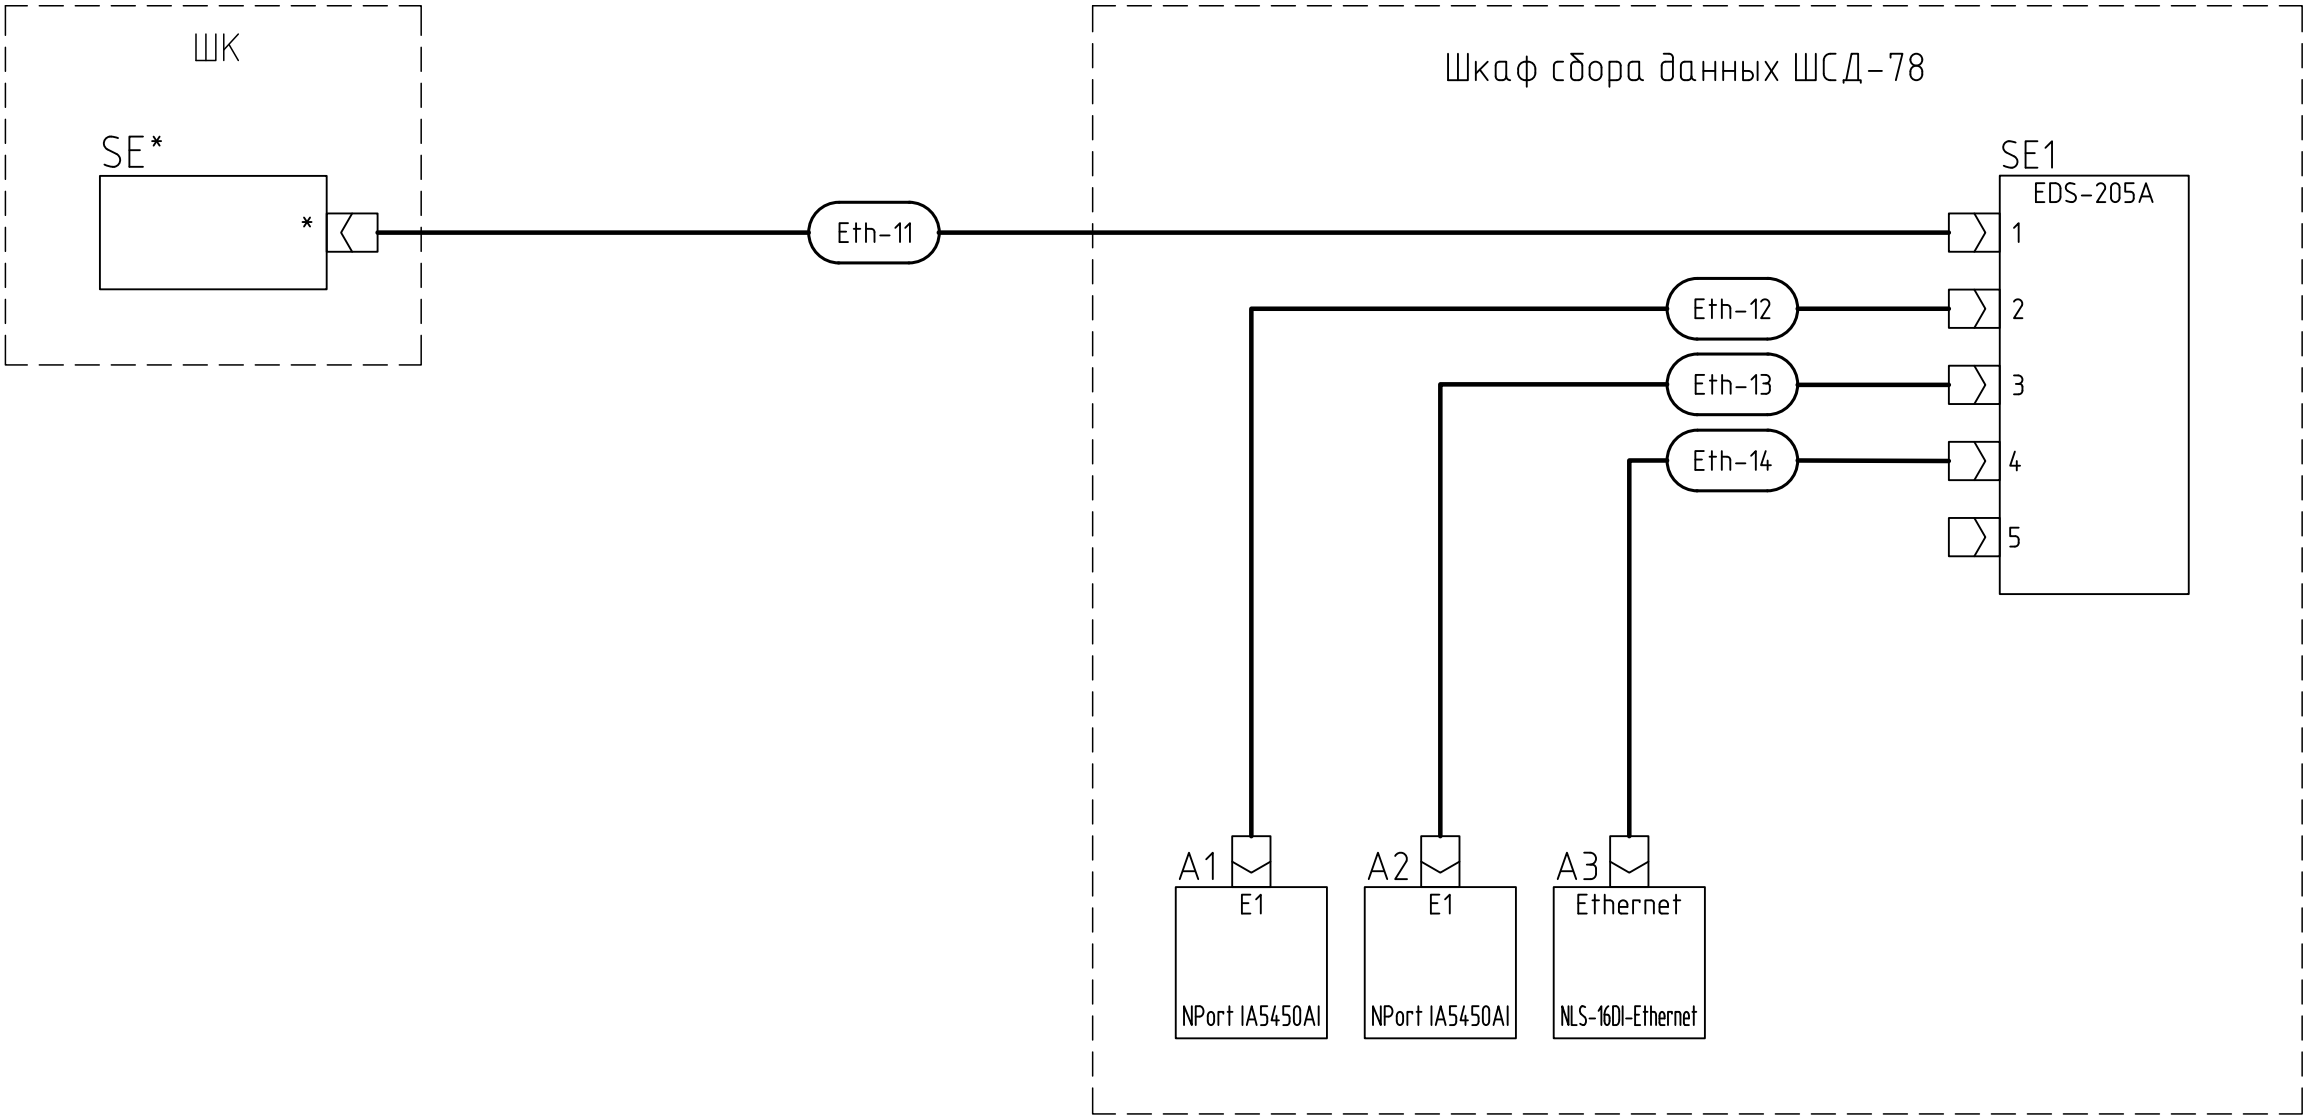 ШК
Шкаф сбора данных ШСД-78
SE*
*
Eth-11
SE1
EDS-205A
1
Eth-12
2
Eth-13
3
Eth-14
4
5
A1
E1
NPort IA5450AI
A2
E1
NPort IA5450AI
A3
Ethernet
NLS-16DI-Ethernet